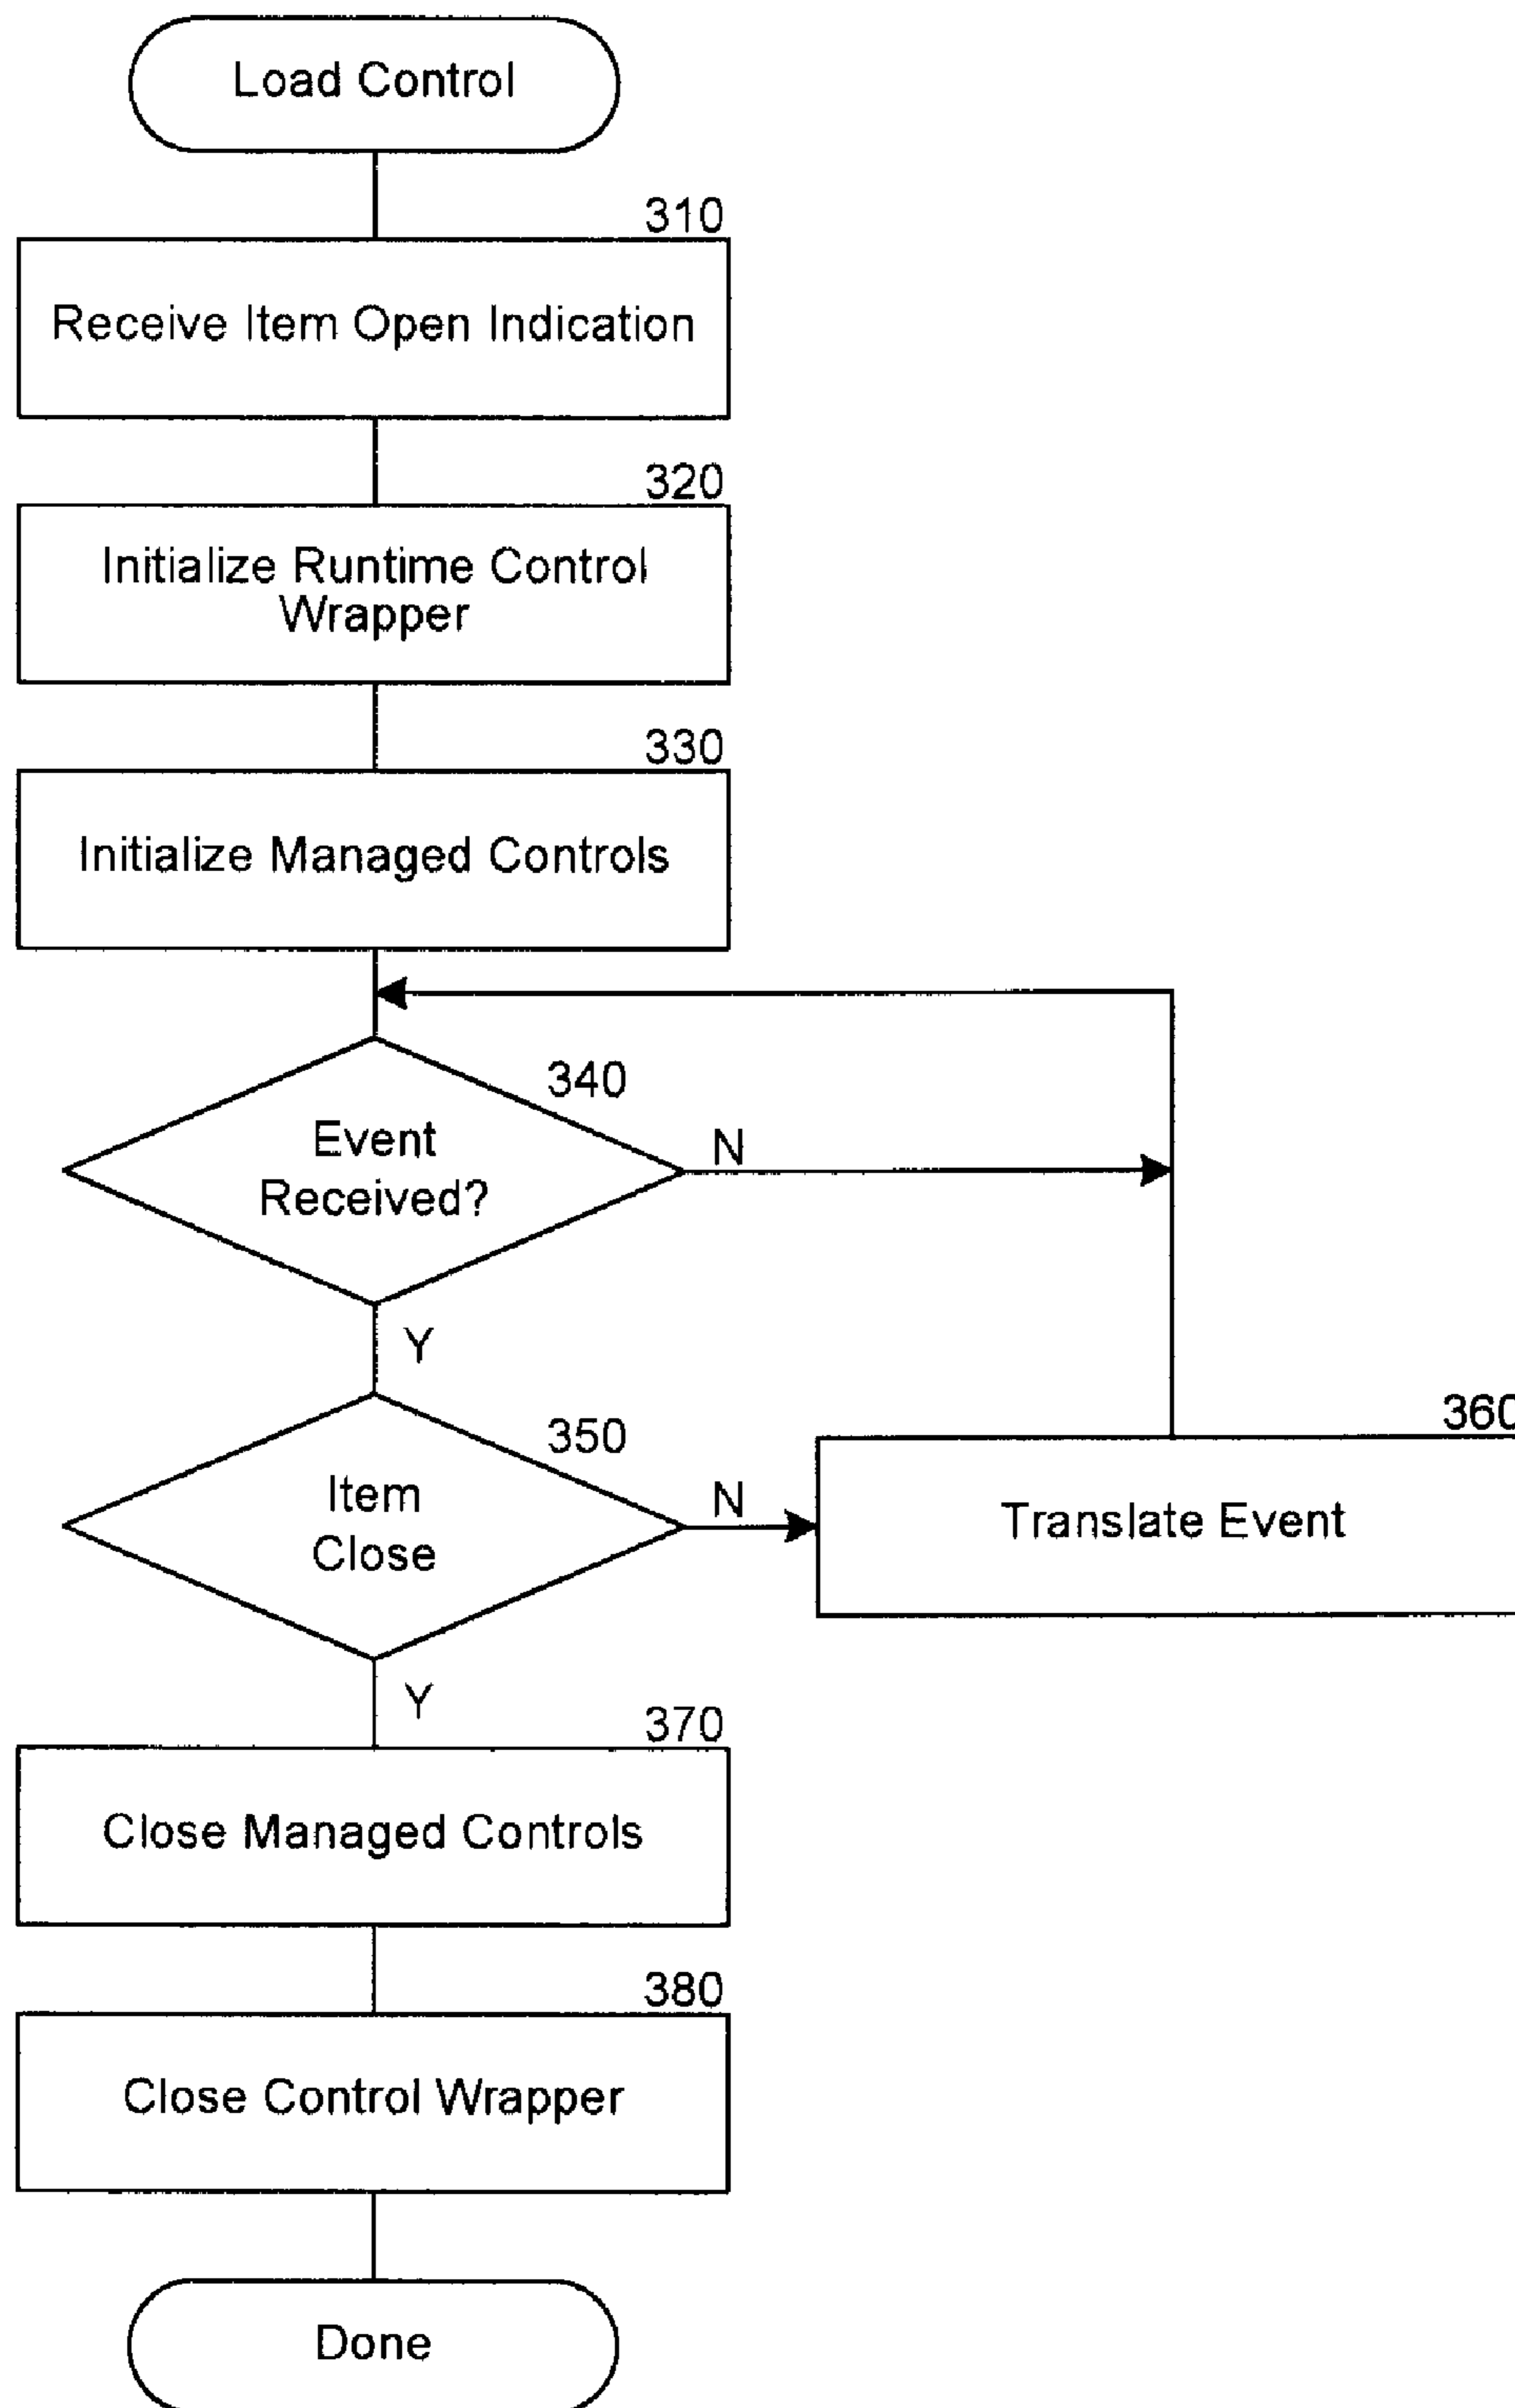 Load Control
310
Receive Item Open Indication
320
Initialize Runtime Control
Wrapper
330
Initialize Managed Controls
340
Event
Received?
N
Y
350
Item
Close
N
360
Translate Event
Y
370
Close Managed Controls
380
Close Control Wrapper
Done